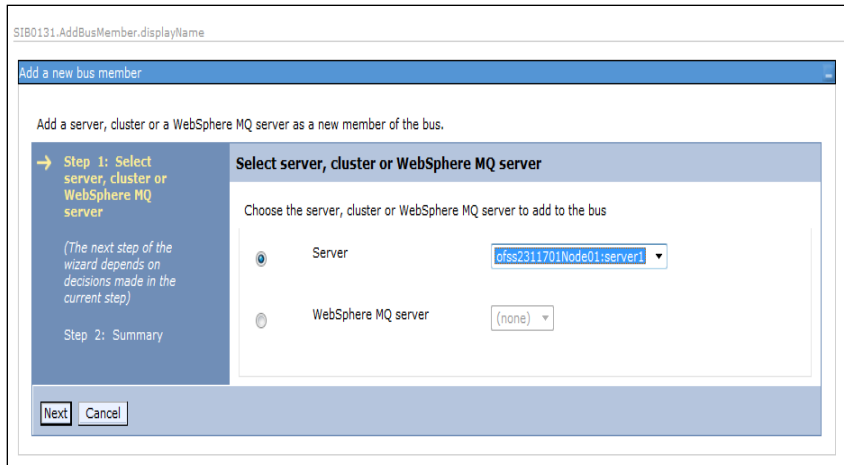 SIB0131.AddBusMember.displayName
Add a new bus member
Add a server, cluster or a WebSphere MQ server as a new member of the bus.
Step 1: Select
server, cluster or
WebSphere MQ
server
(The next step of the
wizard depends on
decisions made in the
current step)
Step 2: Summary
Select server, cluster or WebSphere MQ server
Choose the server, cluster or WebSphere MQ server to add to the bus
Server
ofss2311701Node01:server1
WebSphere MQ server
(none)
Next
Cancel